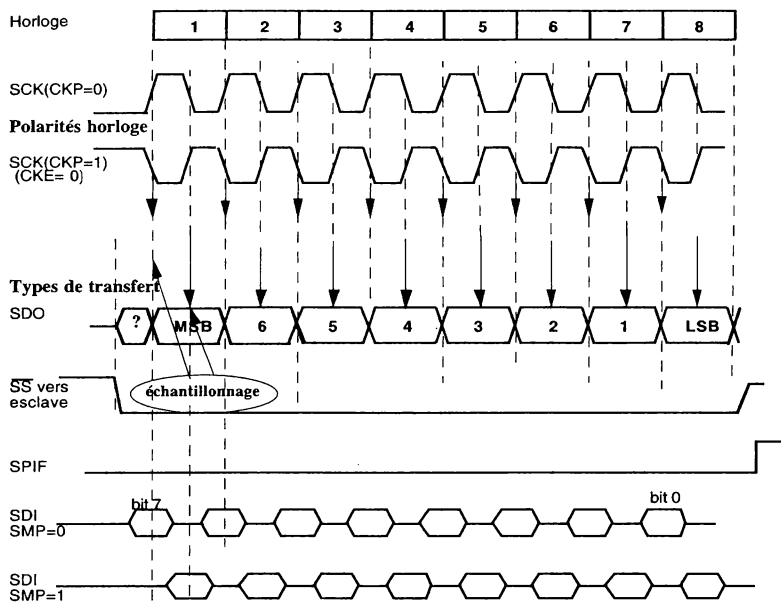 Horloge 1 2 3 4 5 6 7 8
SCK(CKP=0)
Polarités horloge
SCK(CKP=1)
(CKE= 0)
Types de transfert
SDO ? MSB 6 5 4 3 2 1 LSB
SS vers
esclave
échantillonnage
SPIF
bit 7 bit 0
SDI
SMP=0
SDI
SMP=1